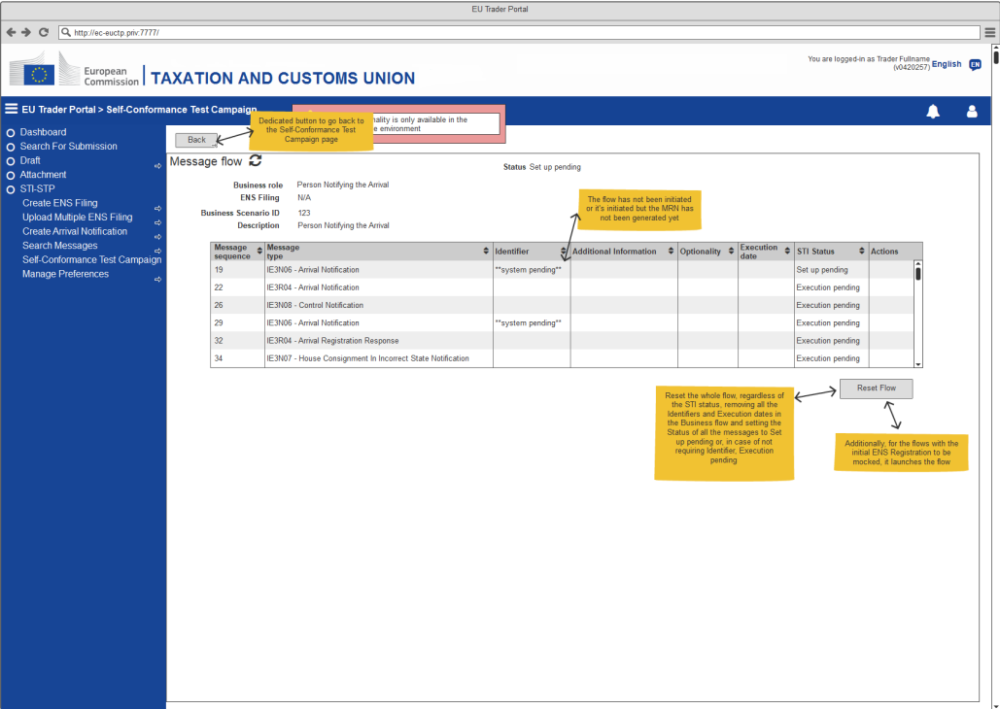 EU Trader Portal
http://ec-euctp.priv:7777/
European
Commission
TAXATION AND CUSTOMS UNION
You are logged-in as Trader Fullname
(v0420257)
English
EN
EU Trader Portal > Self-Conformance Test Campaign
Dashboard
Search For Submission
Draft
Attachment
STI-STP
Create ENS Filing
Upload Multiple ENS Filing
Create Arrival Notification
Search Messages
Self-Conformance Test Campaign
Manage Preferences
Dedicated button to go back to
the Self-Conformance Test
Campaign page
is only available in the
environment
Back
Message flow
Status Set up pending
Business role Person Notifying the Arrival
ENS Filing N/A
Business Scenario ID 123
Description Person Notifying the Arrival
The flow has not been initiated
or it's initiated but the MRN has
not been generated yet
Message sequence Message type Identifier Additional Information Optionality Execution date STI Status Actions
19 IE3N06 - Arrival Notification **system pending** Set up pending
22 IE3R04 - Arrival Notification Execution pending
26 IE3N08 - Control Notification Execution pending
29 IE3N06 - Arrival Notification **system pending** Execution pending
32 IE3R04 - Arrival Registration Response Execution pending
34 IE3N07 - House Consignment In Incorrect State Notification Execution pending
Reset Flow
Reset the whole flow, regardless of
the STI status, removing all the
Identifiers and Execution dates in
the Business flow and setting the
Status of all the messages to Set
up pending or, in case of not
requiring Identifier, Execution
pending
Additionally, for the flows with the
initial ENS Registration to be
mocked, it launches the flow